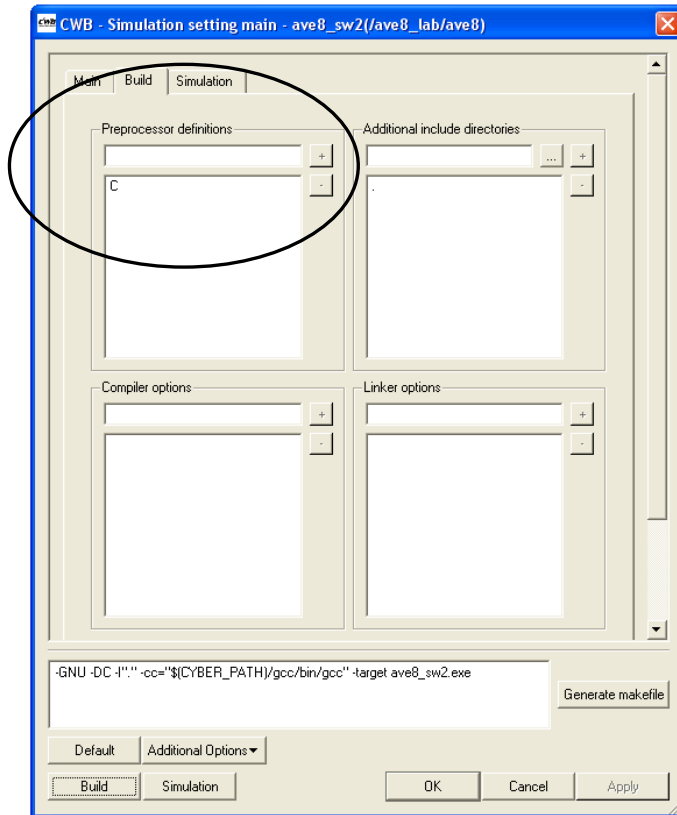 CWB - Simulation setting main - ave8_sw2(/ave8_lab/ave8)
Main Build Simulation
Preprocessor definitions
+
C
-
Additional include directories
... +
.
-
Compiler options
+
-
Linker options
+
-
-GNU -DC -I"." -cc="$(CYBER_PATH)/gcc/bin/gcc" -target ave8_sw2.exe
Generate makefile
Default Additional Options
Build Simulation OK Cancel Apply